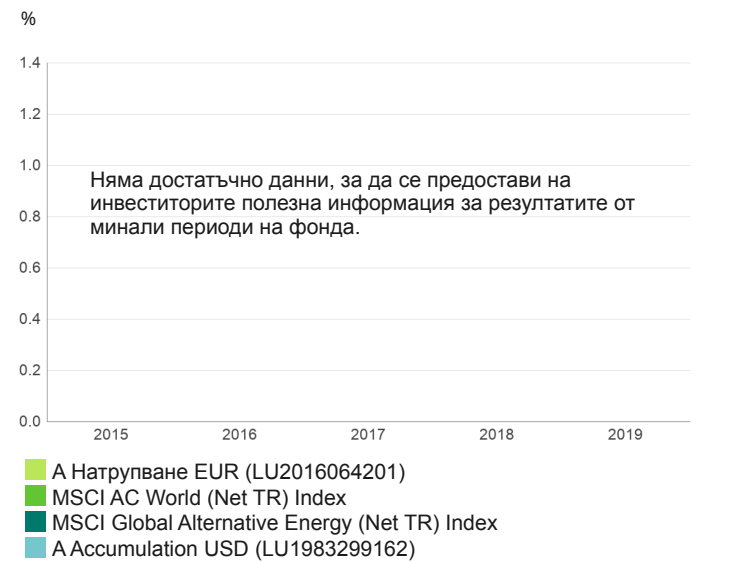 %
1.4
1.2
1.0
Няма достатъчно данни, за да се предостави на
инвеститорите полезна информация за резултатите от
минали периоди на фонда.
0.8
0.6
0.4
0.2
0.0
2015 2016 2017 2018 2019
А Натрупване EUR (LU2016064201)
MSCI AC World (Net TR) Index
MSCI Global Alternative Energy (Net TR) Index
A Accumulation USD (LU1983299162)